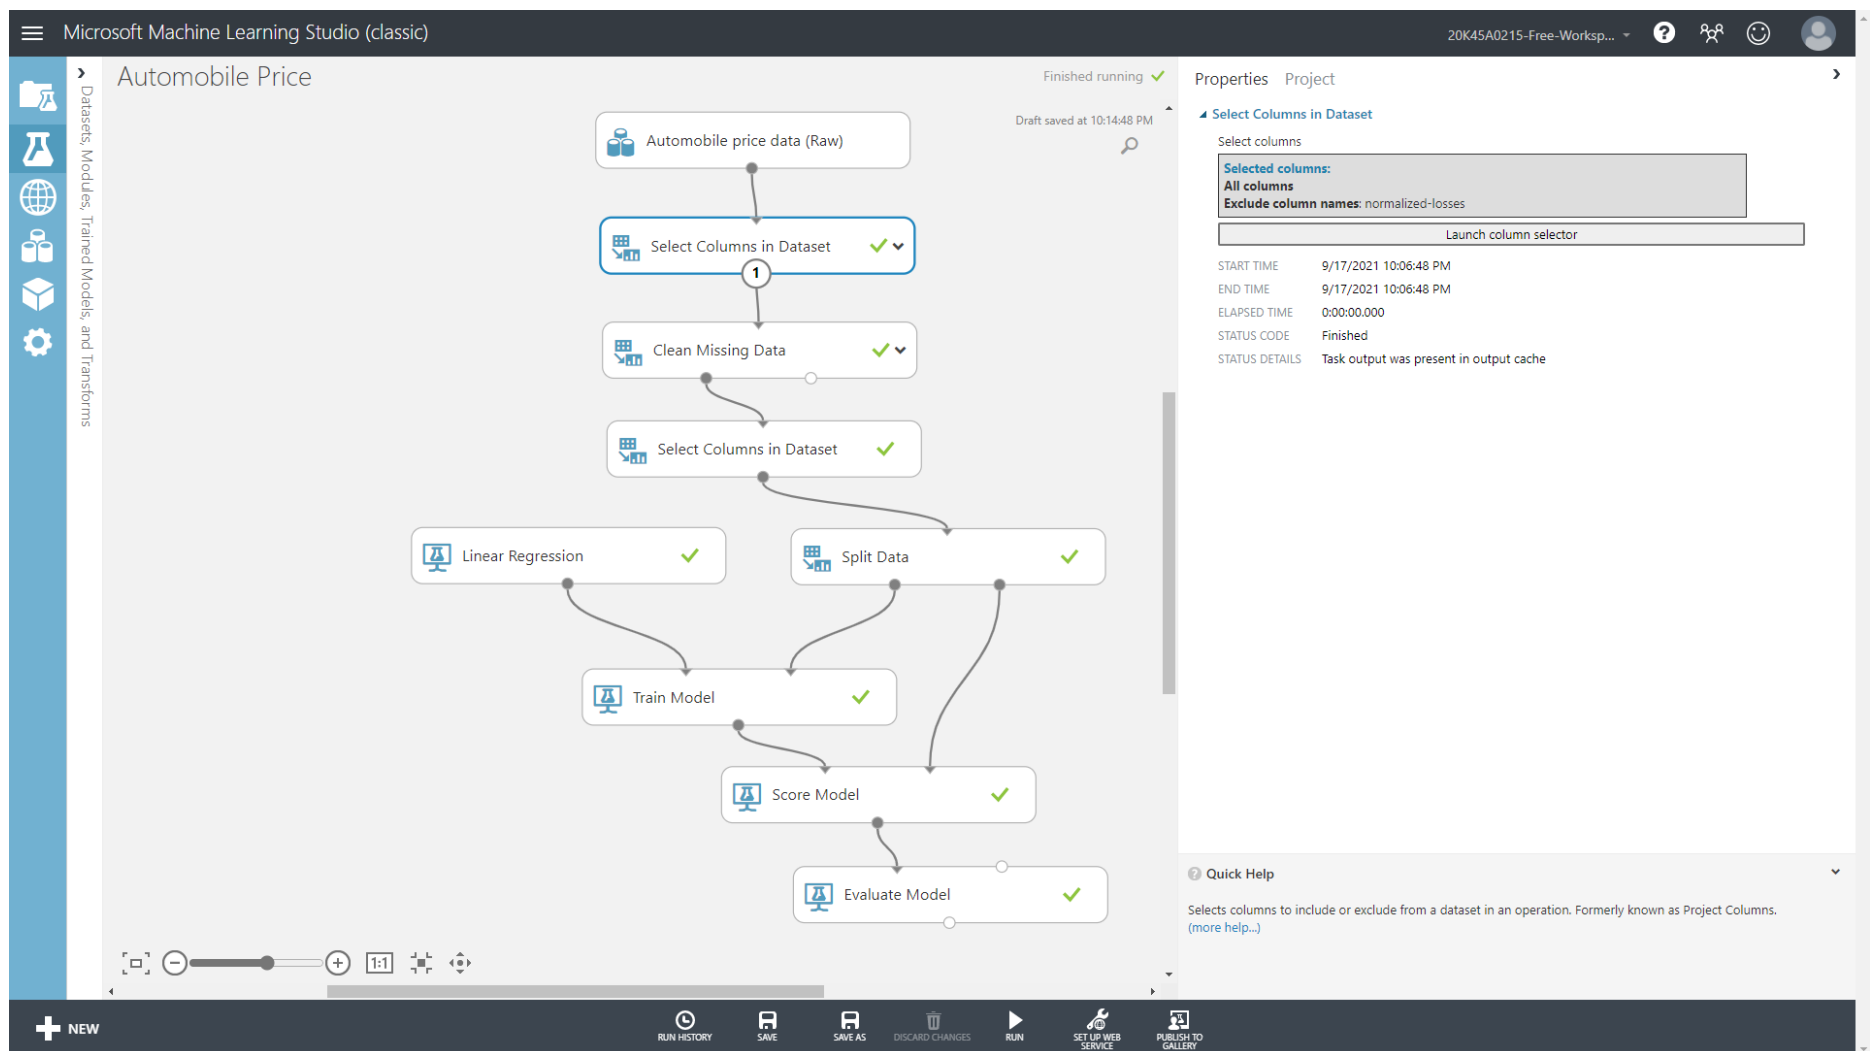 Microsoft Machine Learning Studio (classic)
20K45A0215-Free-Worksp...
Datasets, Modules, Trained Models, and Transforms
Automobile Price
Finished running
Draft saved at 10:14:48 PM
Automobile price data (Raw)
Select Columns in Dataset
1
Clean Missing Data
Select Columns in Dataset
Linear Regression
Split Data
Train Model
Score Model
Evaluate Model
1:1
Properties Project
Select Columns in Dataset
Select columns
Selected columns:
All columns
Exclude column names: normalized-losses
Launch column selector
START TIME 9/17/2021 10:06:48 PM
END TIME 9/17/2021 10:06:48 PM
ELAPSED TIME 0:00:00.000
STATUS CODE Finished
STATUS DETAILS Task output was present in output cache
Quick Help
Selects columns to include or exclude from a dataset in an operation. Formerly known as Project Columns.
(more help...)
NEW
RUN HISTORY
SAVE
SAVE AS
DISCARD CHANGES
RUN
SET UP WEB
SERVICE
PUBLISH TO
GALLERY